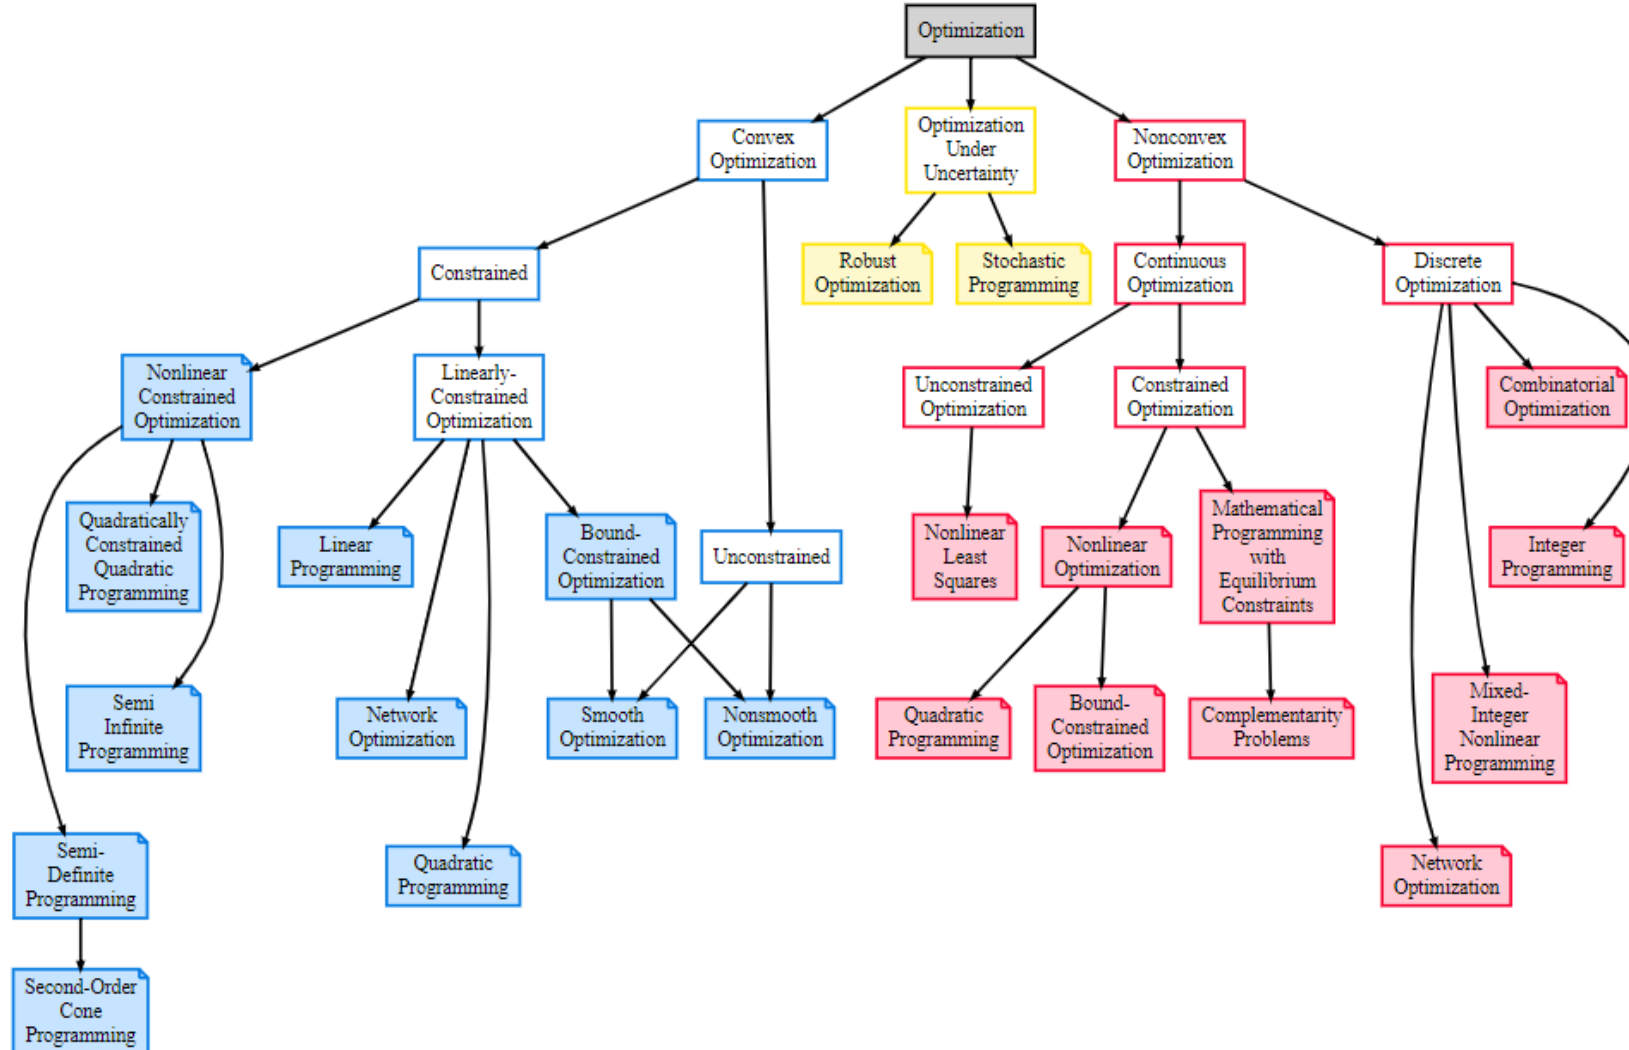 Optimization
Convex
Optimization
Optimization
Under
Uncertainty
Nonconvex
Optimization
Constrained
Robust
Optimization
Stochastic
Programming
Continuous
Optimization
Discrete
Optimization
Nonlinear
Constrained
Optimization
Linearly-
Constrained
Optimization
Unconstrained
Optimization
Constrained
Optimization
Combinatorial
Optimization
Quadratically
Constrained
Quadratic
Programming
Linear
Programming
Bound-
Constrained
Optimization
Unconstrained
Nonlinear
Least
Squares
Nonlinear
Optimization
Mathematical
Programming
with
Equilibrium
Constraints
Integer
Programming
Semi
Infinite
Programming
Network
Optimization
Smooth
Optimization
Nonsmooth
Optimization
Quadratic
Programming
Bound-
Constrained
Optimization
Complementarity
Problems
Mixed-
Integer
Nonlinear
Programming
Semi-
Definite
Programming
Quadratic
Programming
Network
Optimization
Second-Order
Cone
Programming